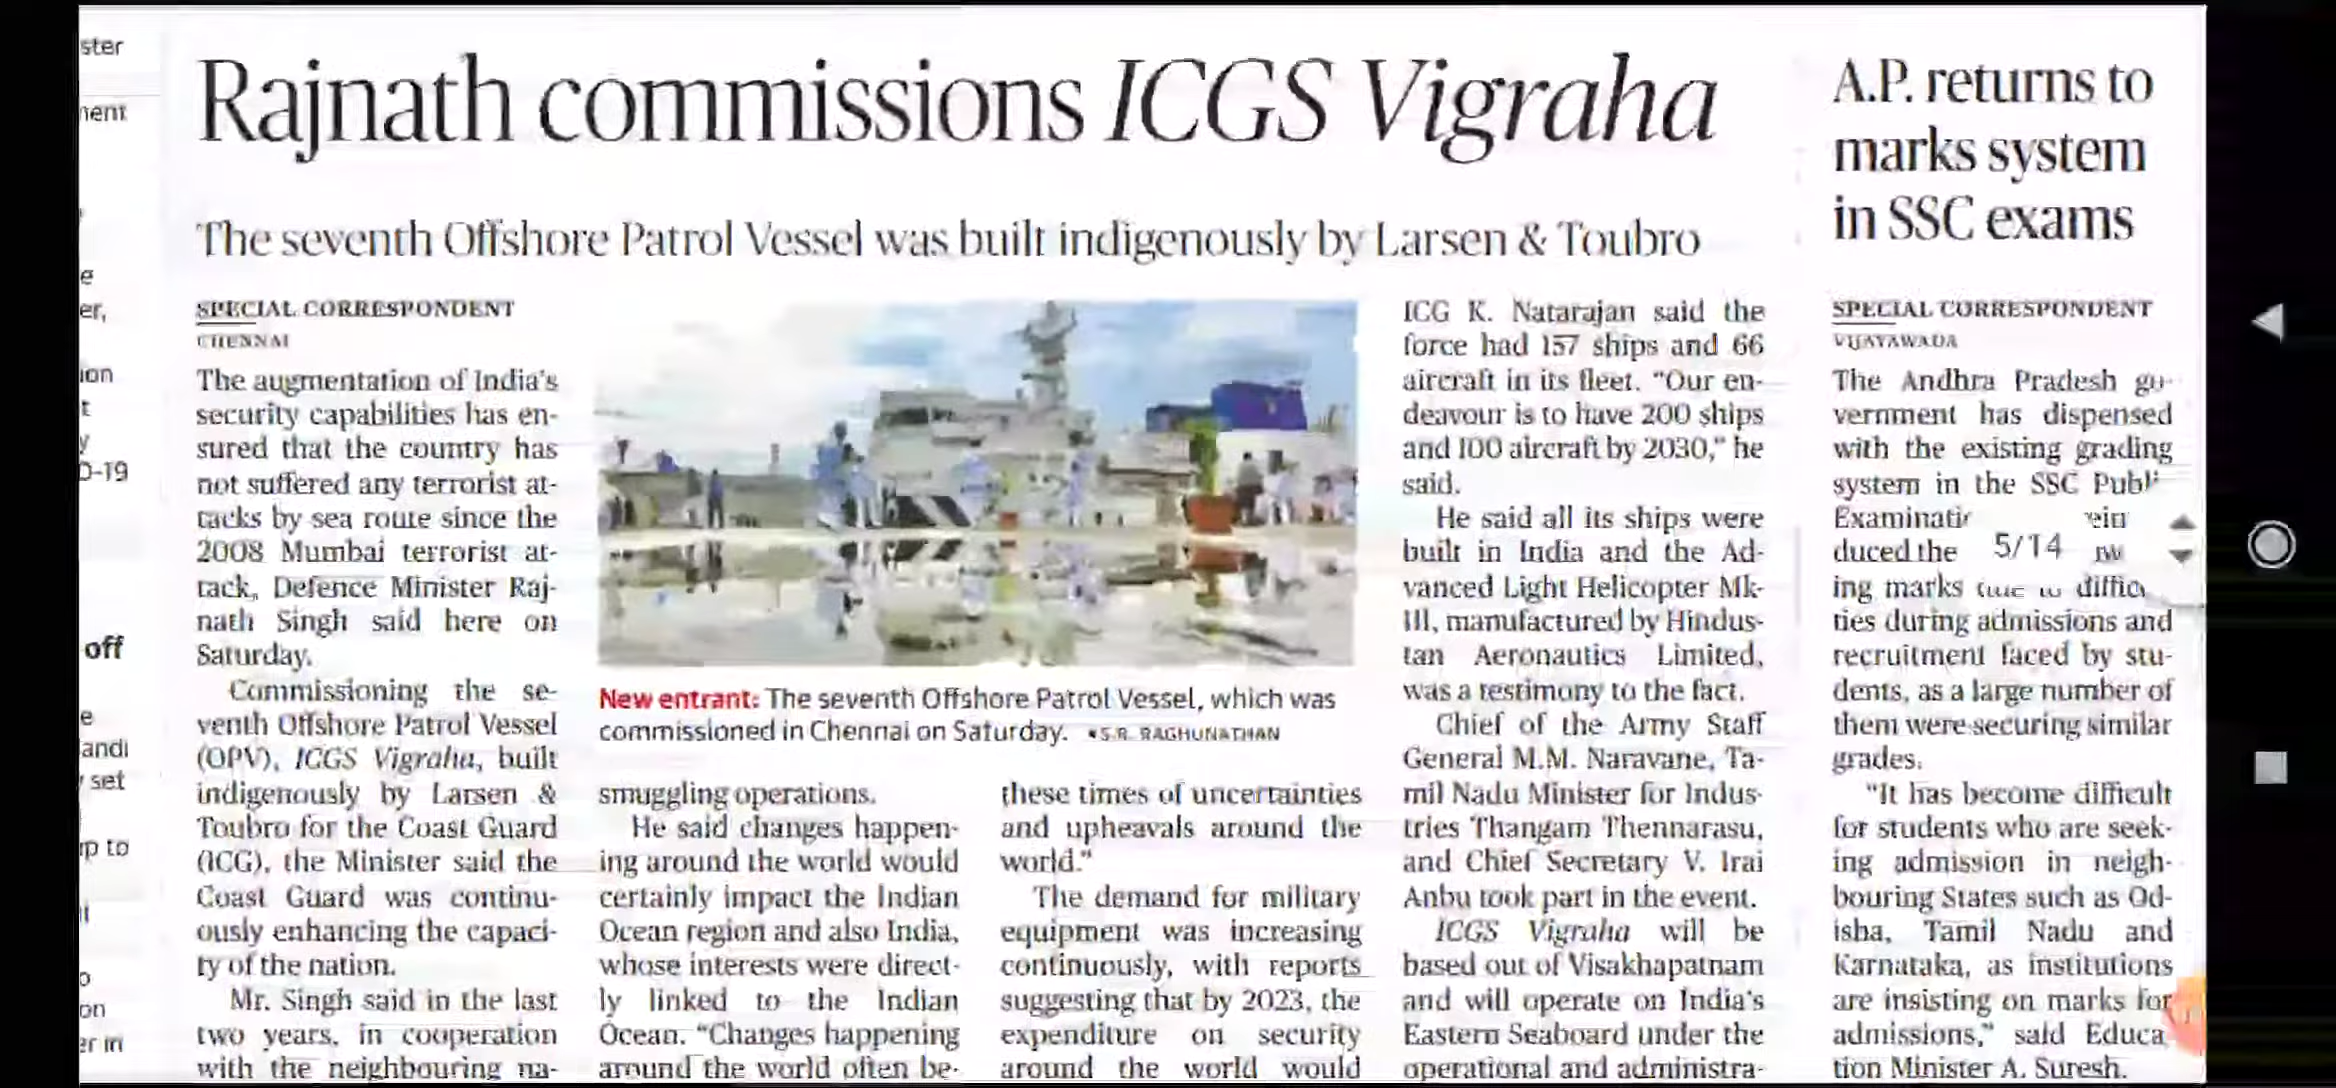 ster
nent
e
er,
ion
t
y
D-19
off
e
andi
set
up to
on
er in
Rajnath commissions ICGS Vigraha
The seventh Offshore Patrol Vessel was built indigenously by Larsen & Toubro
SPECIAL CORRESPONDENT
CHENNAI
The augmentation of India's
security capabilities has en-
sured that the country has
not suffered any terrorist at-
tacks by sea route since the
2008 Mumbai terrorist at-
tack, Defence Minister Raj-
nath Singh said here on
Saturday.
Commissioning the se-
venth Offshore Patrol Vessel
(OPV), ICGS Vigraha, built
indigenously by Larsen &
Toubro for the Coast Guard
(ICG), the Minister said the
Coast Guard was continu-
ously enhancing the capaci-
ty of the nation.
Mr. Singh said in the last
two years, in cooperation
with the neighbouring na-
New entrant: The seventh Offshore Patrol Vessel, which was
commissioned in Chennai on Saturday. • S.R. RAGHUNATHAN
smuggling operations.
He said changes happen-
ing around the world would
certainly impact the Indian
Ocean region and also India,
whose interests were direct-
ly linked to the Indian
Ocean. "Changes happening
around the world often be-
these times of uncertainties
and upheavals around the
world."
The demand for military
equipment was increasing
continuously, with reports
suggesting that by 2023, the
expenditure on security
around the world would
ICG K. Natarajan said the
force had 157 ships and 66
aircraft in its fleet. "Our en-
deavour is to have 200 ships
and 100 aircraft by 2030," he
said.
He said all its ships were
built in India and the Ad-
vanced Light Helicopter Mk-
III, manufactured by Hindus-
tan Aeronautics Limited,
was a testimony to the fact.
Chief of the Army Staff
General M.M. Naravane, Ta-
mil Nadu Minister for Indus-
tries Thangam Thennarasu,
and Chief Secretary V. Irai
Anbu took part in the event.
ICGS Vigraha will be
based out of Visakhapatnam
and will operate on India's
Eastern Seaboard under the
operational and administra-
A.P. returns to
marks system
in SSC exams
SPECIAL CORRESPONDENT
VIJAYAWADA
The Andhra Pradesh go-
vernment has dispensed
with the existing grading
system in the SSC Publi
Examinati
duced the
5/14
ing marks due to difficu
ties during admissions and
recruitment faced by stu-
dents, as a large number of
them were securing similar
grades.
"It has become difficult
for students who are seek-
ing admission in neigh-
bouring States such as Od-
isha, Tamil Nadu and
Karnataka, as institutions
are insisting on marks for
admissions," said Educa
tion Minister A. Suresh.